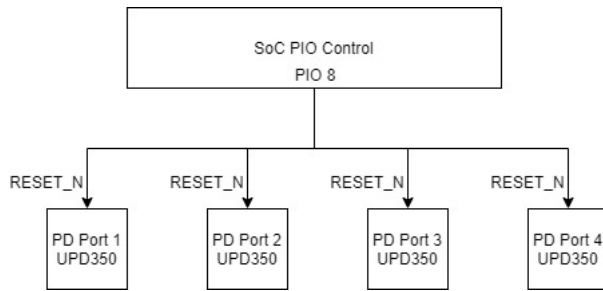 SoC PIO Control
PIO 8
RESET_N
RESET_N
RESET_N
RESET_N
PD Port 1
UPD350
PD Port 2
UPD350
PD Port 3
UPD350
PD Port 4
UPD350